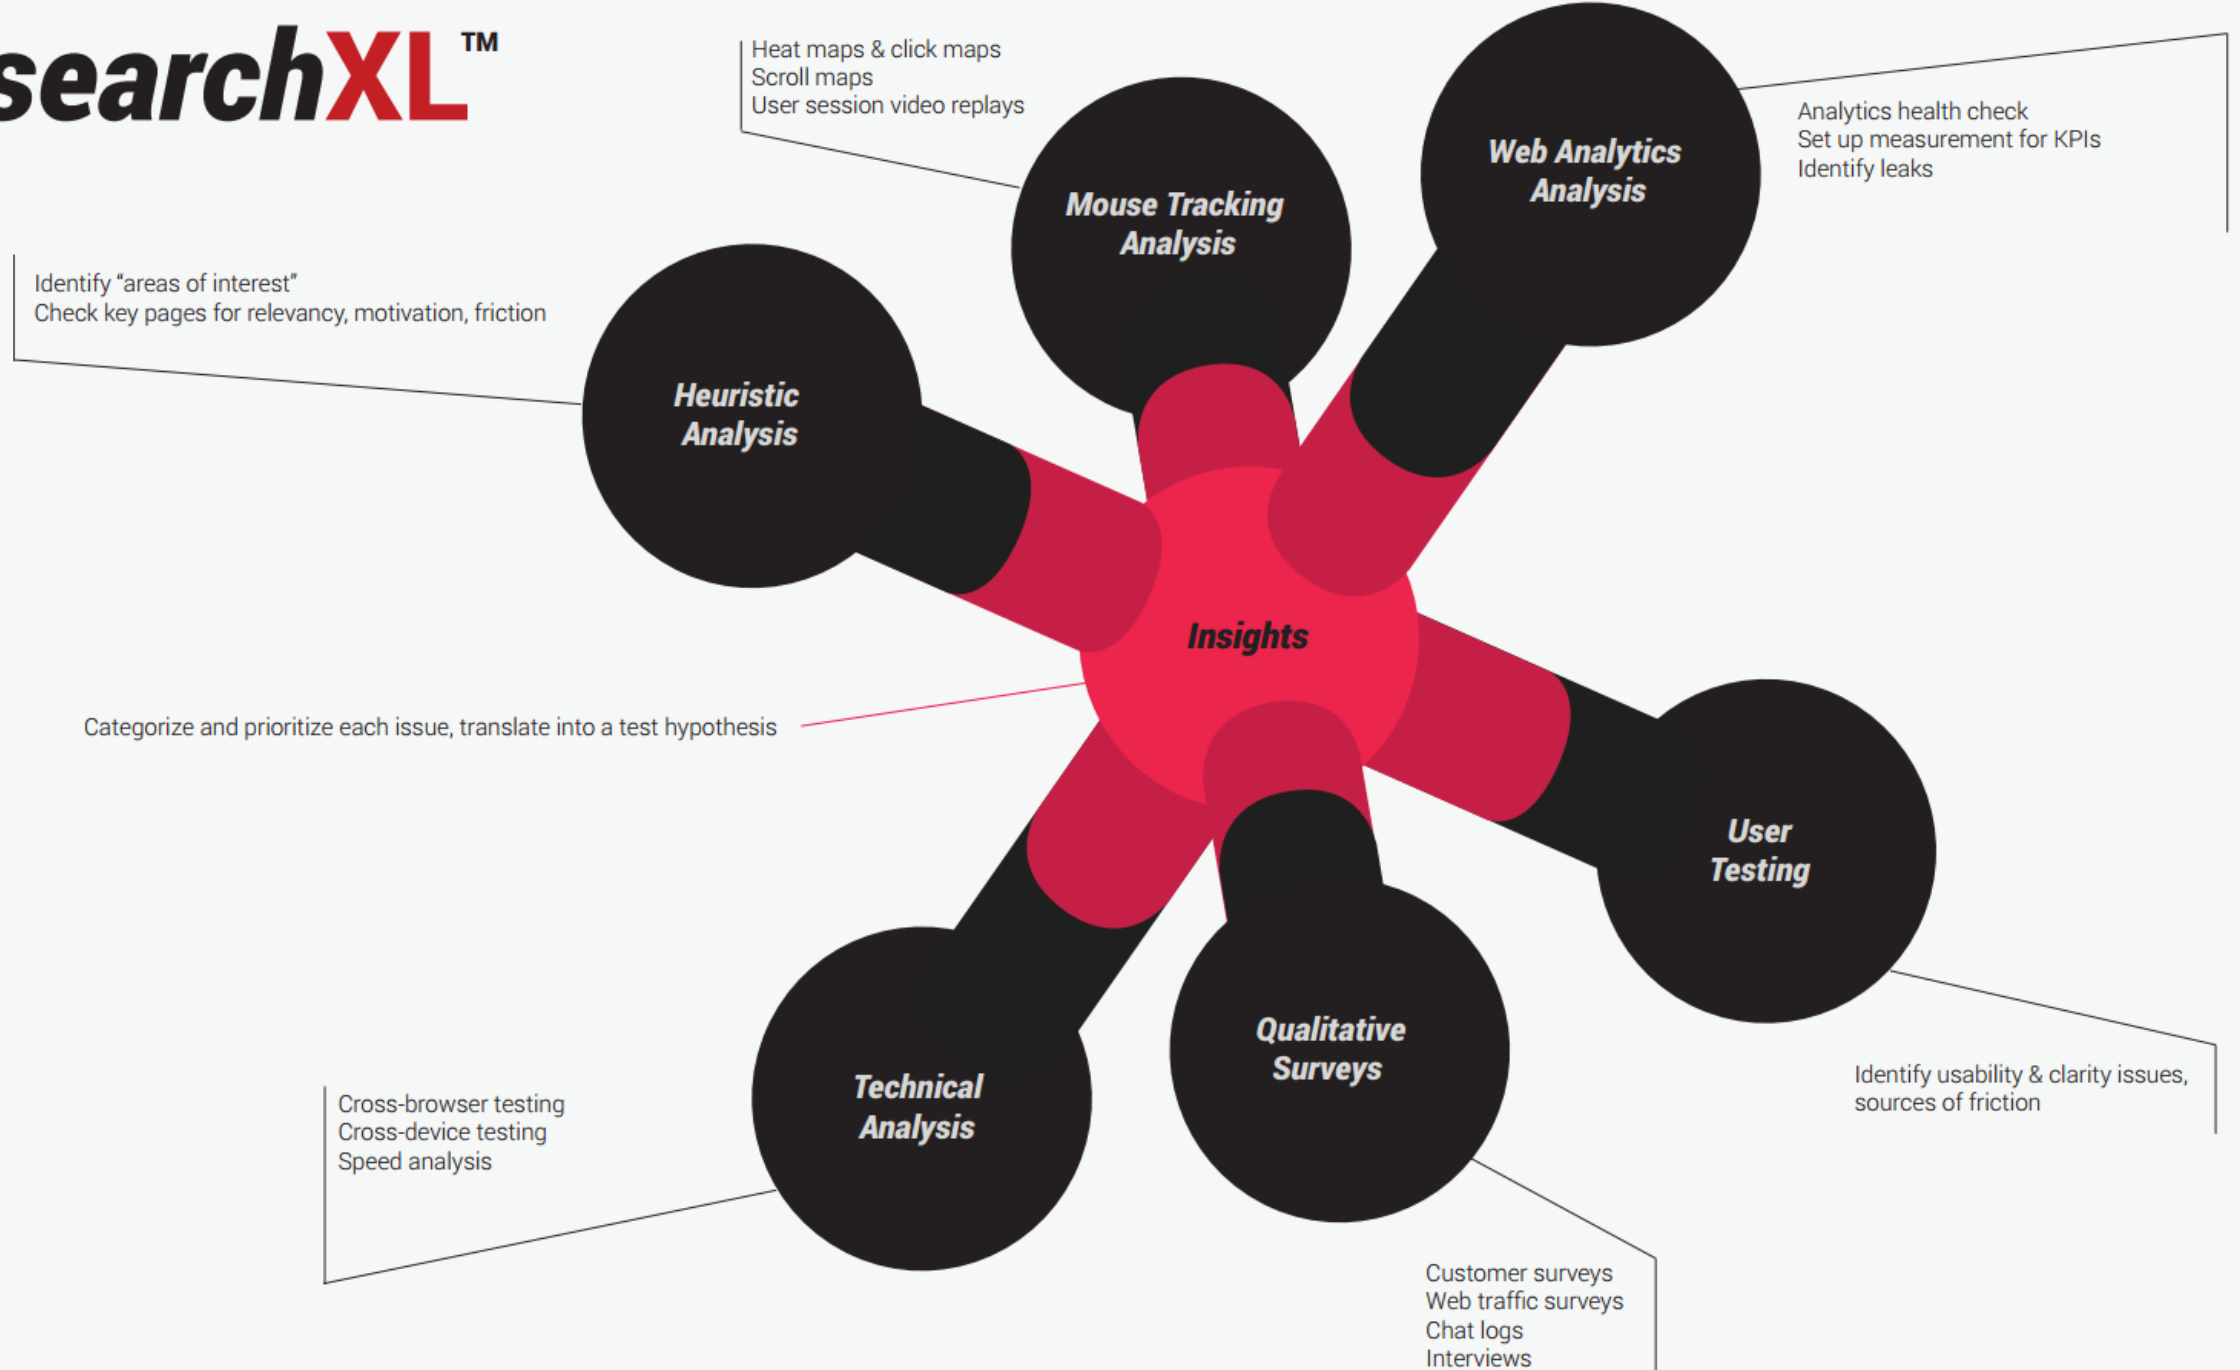 searchXL™
Heat maps & click maps
Scroll maps
User session video replays
Analytics health check
Set up measurement for KPIs
Identify leaks
Web Analytics
Analysis
Mouse Tracking
Analysis
Identify “areas of interest”
Check key pages for relevancy, motivation, friction
Heuristic
Analysis
Insights
Categorize and prioritize each issue, translate into a test hypothesis
User
Testing
Qualitative
Surveys
Technical
Analysis
Identify usability & clarity issues,
sources of friction
Cross-browser testing
Cross-device testing
Speed analysis
Customer surveys
Web traffic surveys
Chat logs
Interviews